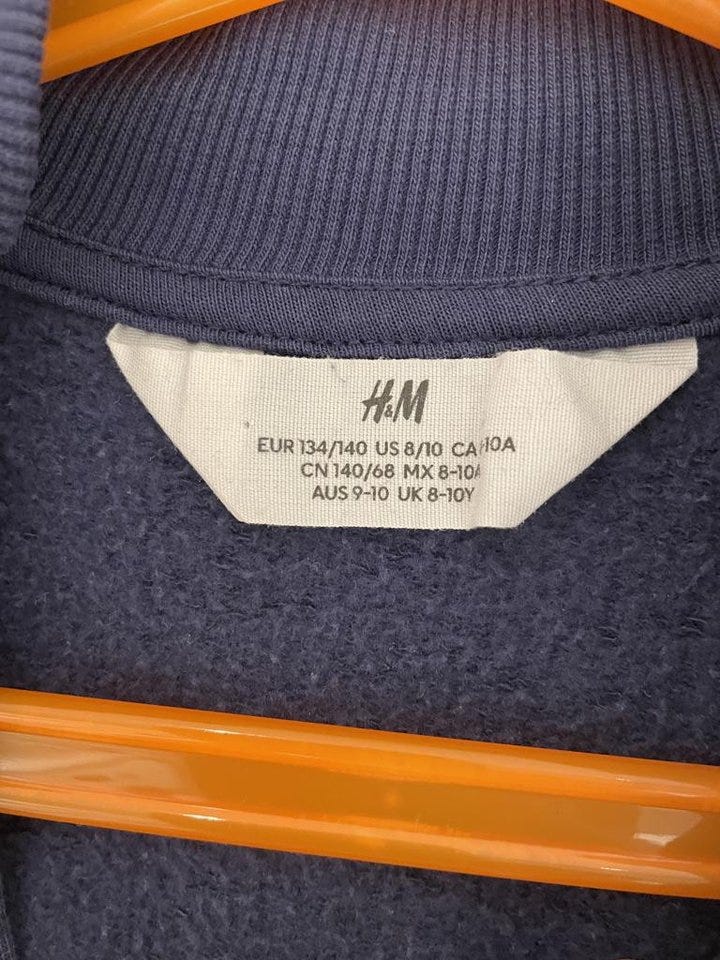 H&M
EUR 134/140 US 8/10 CA
CN 140/68 MX 8-10A
AUS 9-10 UK 8-10Y